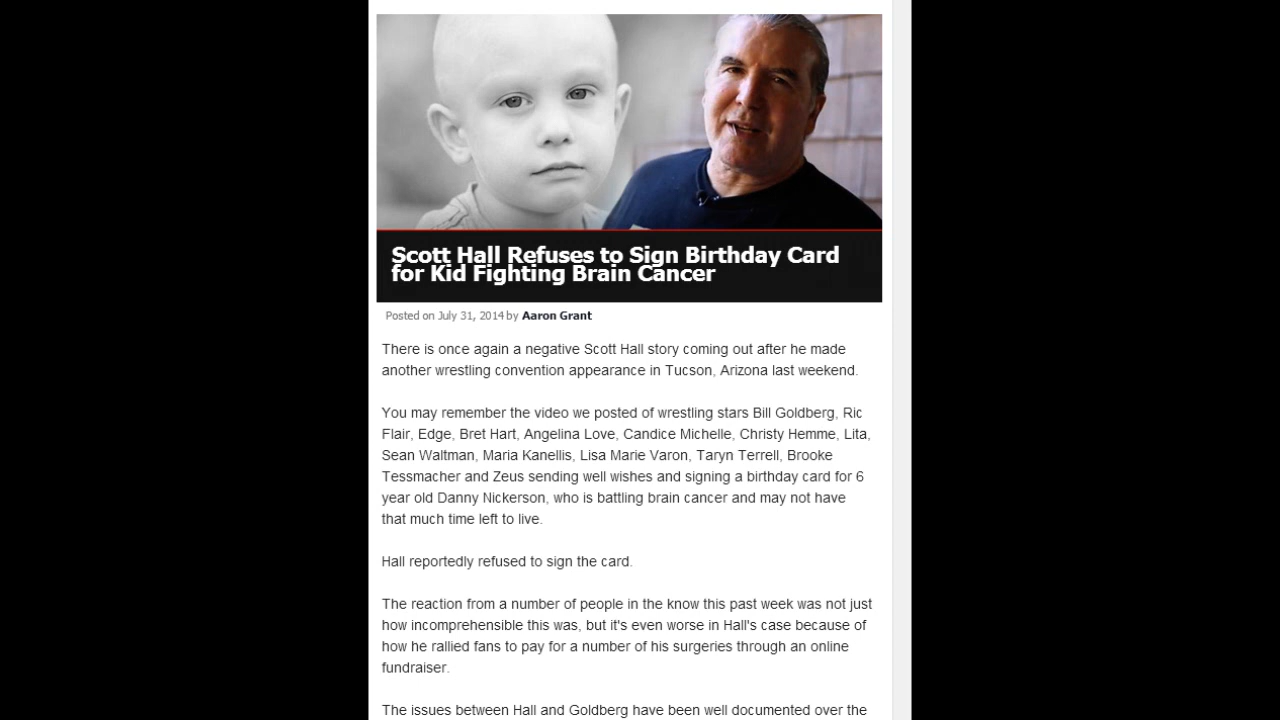 Scott Hall Refuses to Sign Birthday Card
for Kid Fighting Brain Cancer
Posted on July 31, 2014 by Aaron Grant
There is once again a negative Scott Hall story coming out after he made
another wrestling convention appearance in Tucson, Arizona last weekend.
You may remember the video we posted of wrestling stars Bill Goldberg, Ric
Flair, Edge, Bret Hart, Angelina Love, Candice Michelle, Christy Hemme, Lita,
Sean Waltman, Maria Kanellis, Lisa Marie Varon, Taryn Terrell, Brooke
Tessmacher and Zeus sending well wishes and signing a birthday card for 6
year old Danny Nickerson, who is battling brain cancer and may not have
that much time left to live.
Hall reportedly refused to sign the card.
The reaction from a number of people in the know this past week was not just
how incomprehensible this was, but it's even worse in Hall's case because of
how he rallied fans to pay for a number of his surgeries through an online
fundraiser.
The issues between Hall and Goldberg have been well documented over the